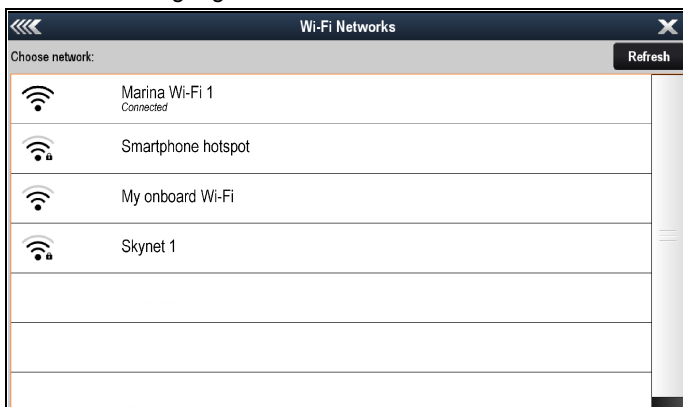 Wi-Fi Networks
Choose network:
Refresh
Marina Wi-Fi 1
Connected
Smartphone hotspot
My onboard Wi-Fi
Skynet 1